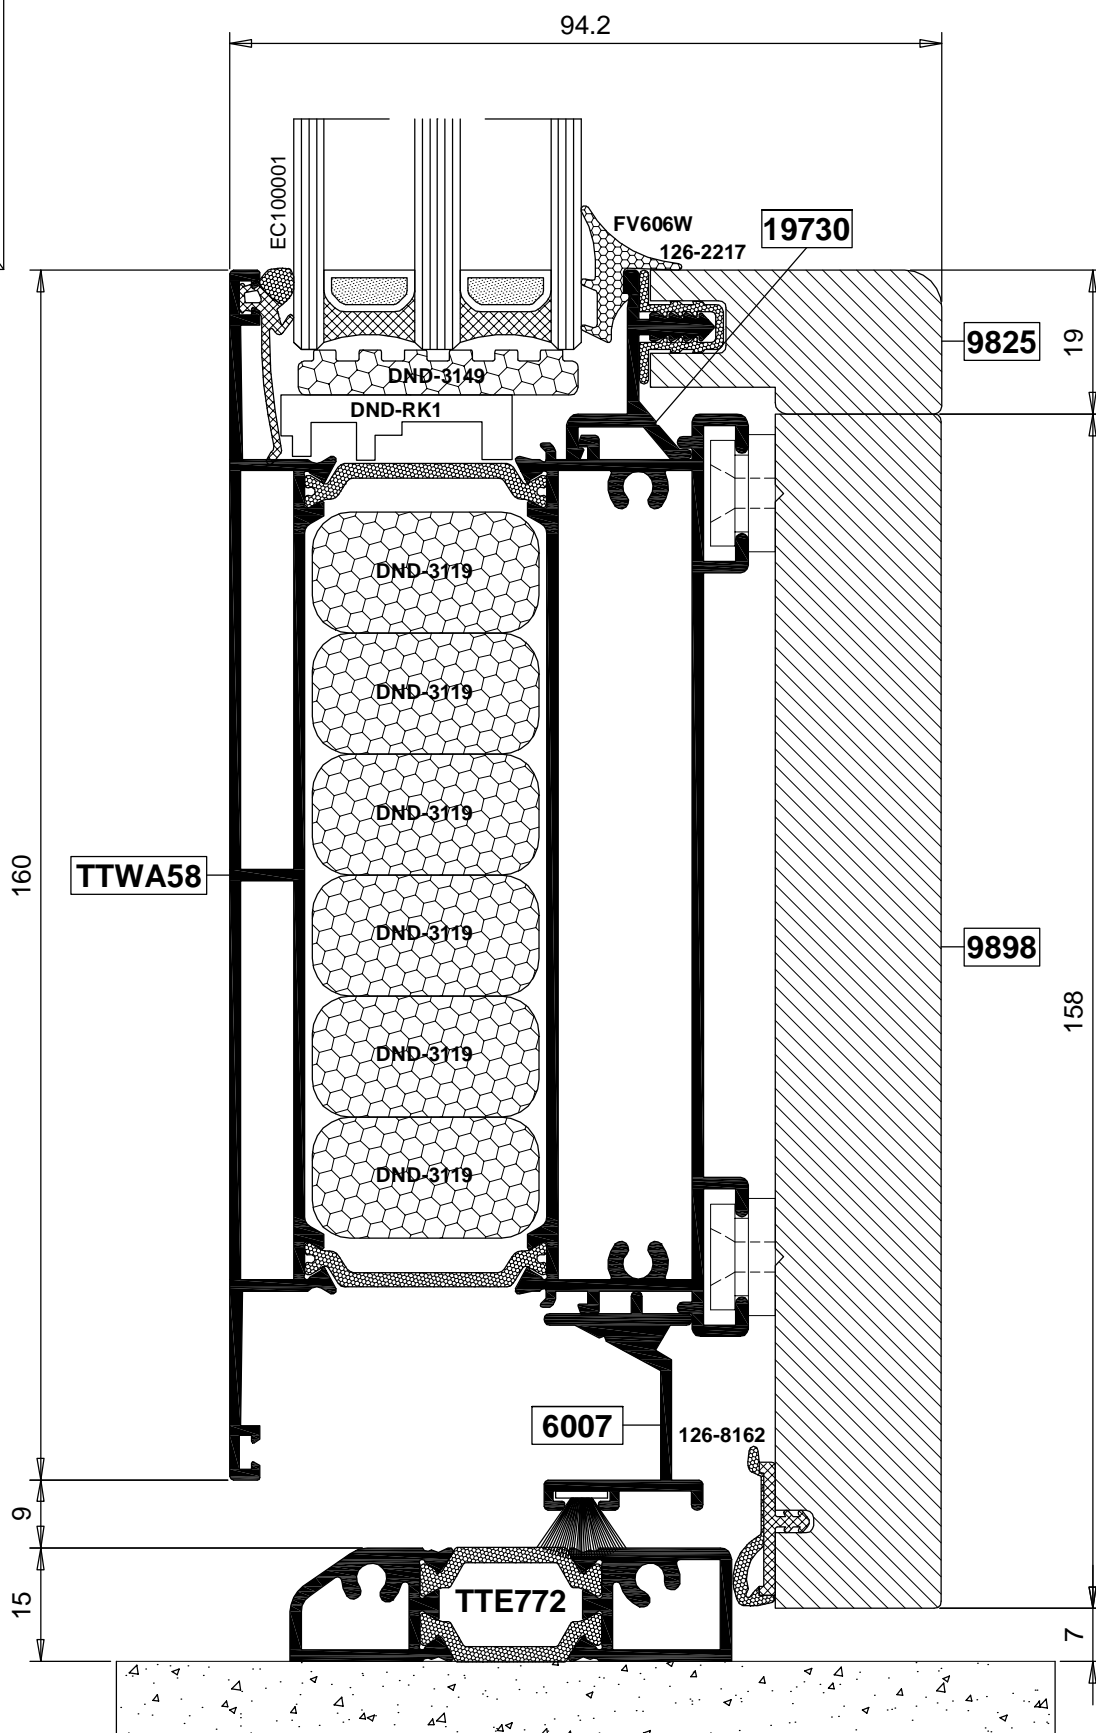 94.2
EC100001
FV606W
19730
126-2217
9825
19
DND-3149
DND-RK1
DND-3119
DND-3119
DND-3119
160
TTWA58
DND-3119
9898
158
DND-3119
DND-3119
6007
126-8162
9
15
TTE772
7